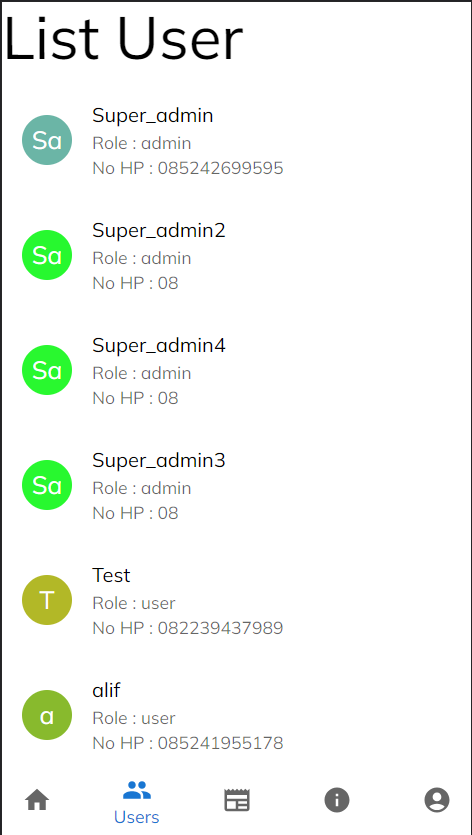 List User
Sa
Super_admin
Role : admin
No HP : 085242699595
Sa
Super_admin2
Role : admin
No HP : 08
Sa
Super_admin4
Role : admin
No HP : 08
Sa
Super_admin3
Role : admin
No HP : 08
T
Test
Role : user
No HP : 082239437989
a
alif
Role : user
No HP : 085241955178
Users